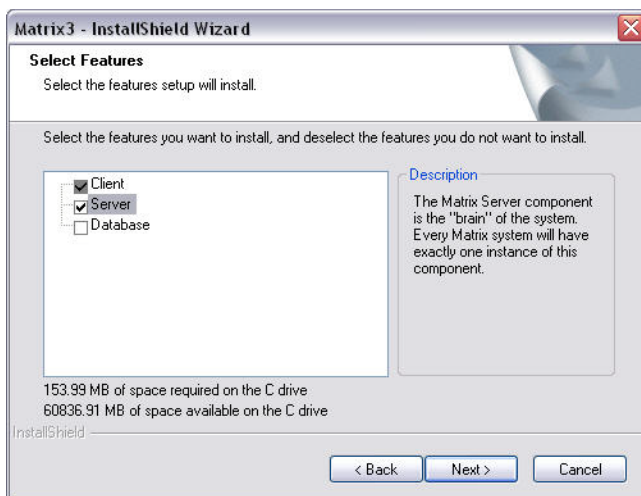 Matrix3 - InstallShield Wizard
Select Features
Select the features setup will install.
Select the features you want to install, and deselect the features you do not want to install.
Client
Server
Database
Description
The Matrix Server component
is the "brain" of the system.
Every Matrix system will have
exactly one instance of this
component.
153.99 MB of space required on the C drive
60836.91 MB of space available on the C drive
InstallShield
< Back
Next >
Cancel